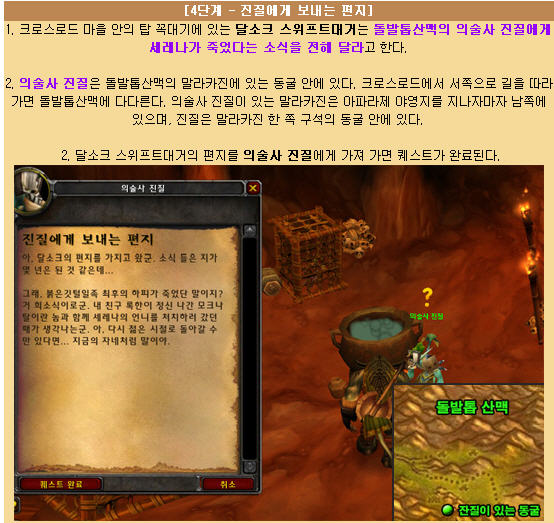 [4단계 - 진질에게 보내는 편지]
1. 크로스로드 마을 안의 탑 꼭대기에 있는 달소크 스위프트대거는 돌발톱산맥의 의술사 진질에게
세레나가 죽었다는 소식을 전해 달라고 한다.
2. 의술사 진질은 돌발톱산맥의 말라카진에 있는 동굴 안에 있다. 크로스로드에서 서쪽으로 길을 따라
가면 돌발톱산맥에 다다른다. 의술사 진질이 있는 말라카진은 아파라제 야영지를 지나자마자 남쪽에
있으며, 진질은 말라카진 한 쪽 구석의 동굴 안에 있다.
2. 달소크 스위프트대거의 편지를 의술사 진질에게 가져 가면 퀘스트가 완료된다.
의술사 진질
진질에게 보내는 편지
아, 달소크의 편지를 가지고 왔군. 소식 들은 지가
몇 년은 된 것 같은데...
그래, 붉은깃털일족 최후의 하피가 죽었단 말이지?
거 희소식이로군. 내 친구 록한이 정신 나간 모크나
탈이란 놈과 함께 세레나의 언니를 처치하러 갔던
때가 생각나는군. 아, 다시 젊은 시절로 돌아갈 수
만 있다면... 지금의 자네처럼 말이야.
퀘스트 완료
취소
?
의술사 진질
돌발톱 산맥
진질이 있는 동굴